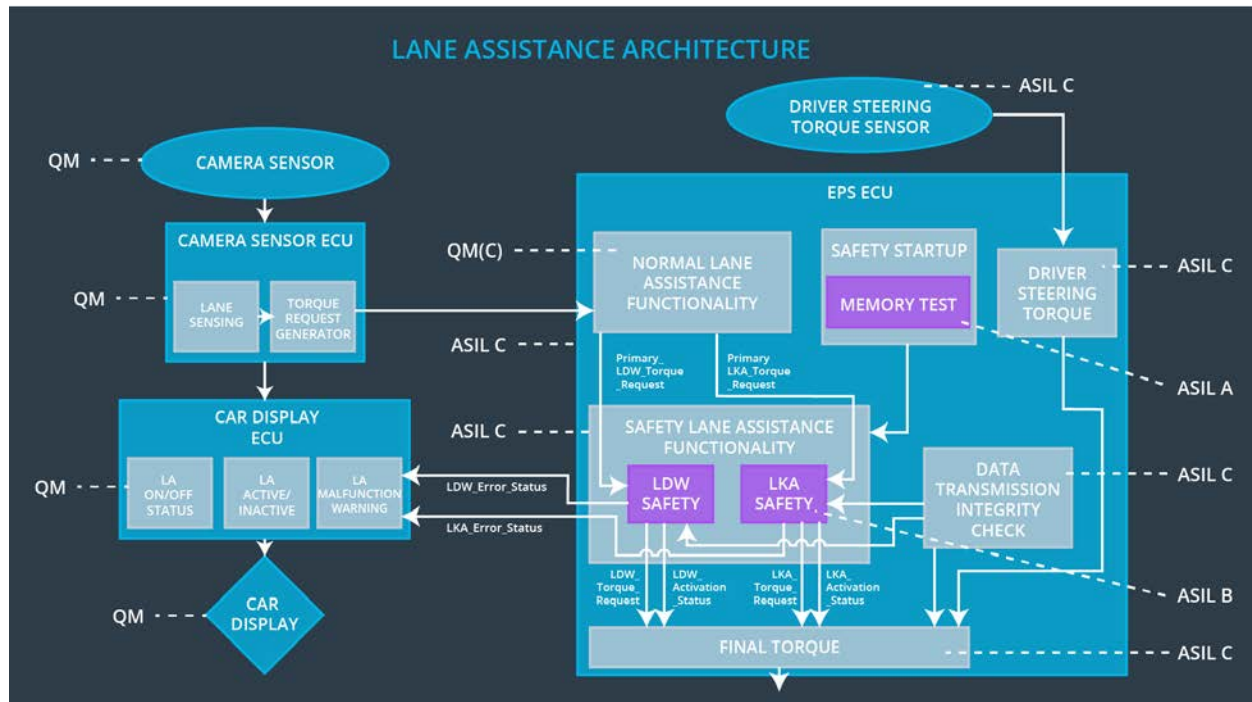 LANE ASSISTANCE ARCHITECTURE
ASIL C
DRIVER STEERING
TORQUE SENSOR
QM
CAMERA SENSOR
EPS ECU
CAMERA SENSOR ECU
QM(C)
NORMAL LANE
ASSISTANCE
FUNCTIONALITY
SAFETY STARTUP
MEMORY TEST
DRIVER
STEERING
TORQUE
ASIL C
QM
LANE
SENSING
TORQUE
REQUEST
GENERATOR
ASIL C
Primary_
LDW_Torque
_Request
Primary
LKA_Torque
_Request
ASIL A
CAR DISPLAY
ECU
ASIL C
SAFETY LANE ASSISTANCE
FUNCTIONALITY
QM
LA
ON/OFF
STATUS
LA
ACTIVE/
INACTIVE
LA
MALFUNCTION
WARNING
LDW_Error_Status
LKA_Error_Status
LDW
SAFETY
LKA
SAFETY
DATA
TRANSMISSION
INTEGRITY
CHECK
ASIL C
LDW_
Torque_
Request
LDW_
Activation
_Status
LKA_
Torque_
Request
LKA_
Activation
_Status
ASIL B
QM
CAR
DISPLAY
FINAL TORQUE
ASIL C